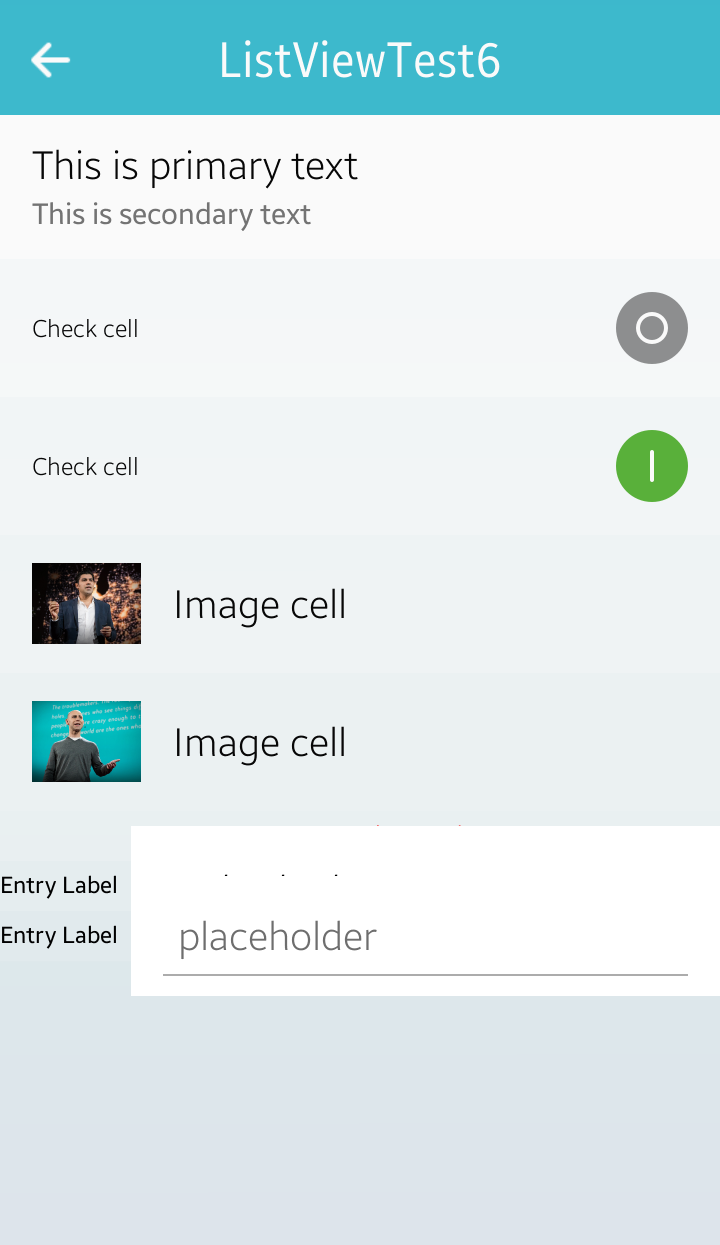 ListViewTest6
This is primary text
This is secondary text
Check cell
Check cell
Image cell
Image cell
Entry Label
Entry Label
placeholder